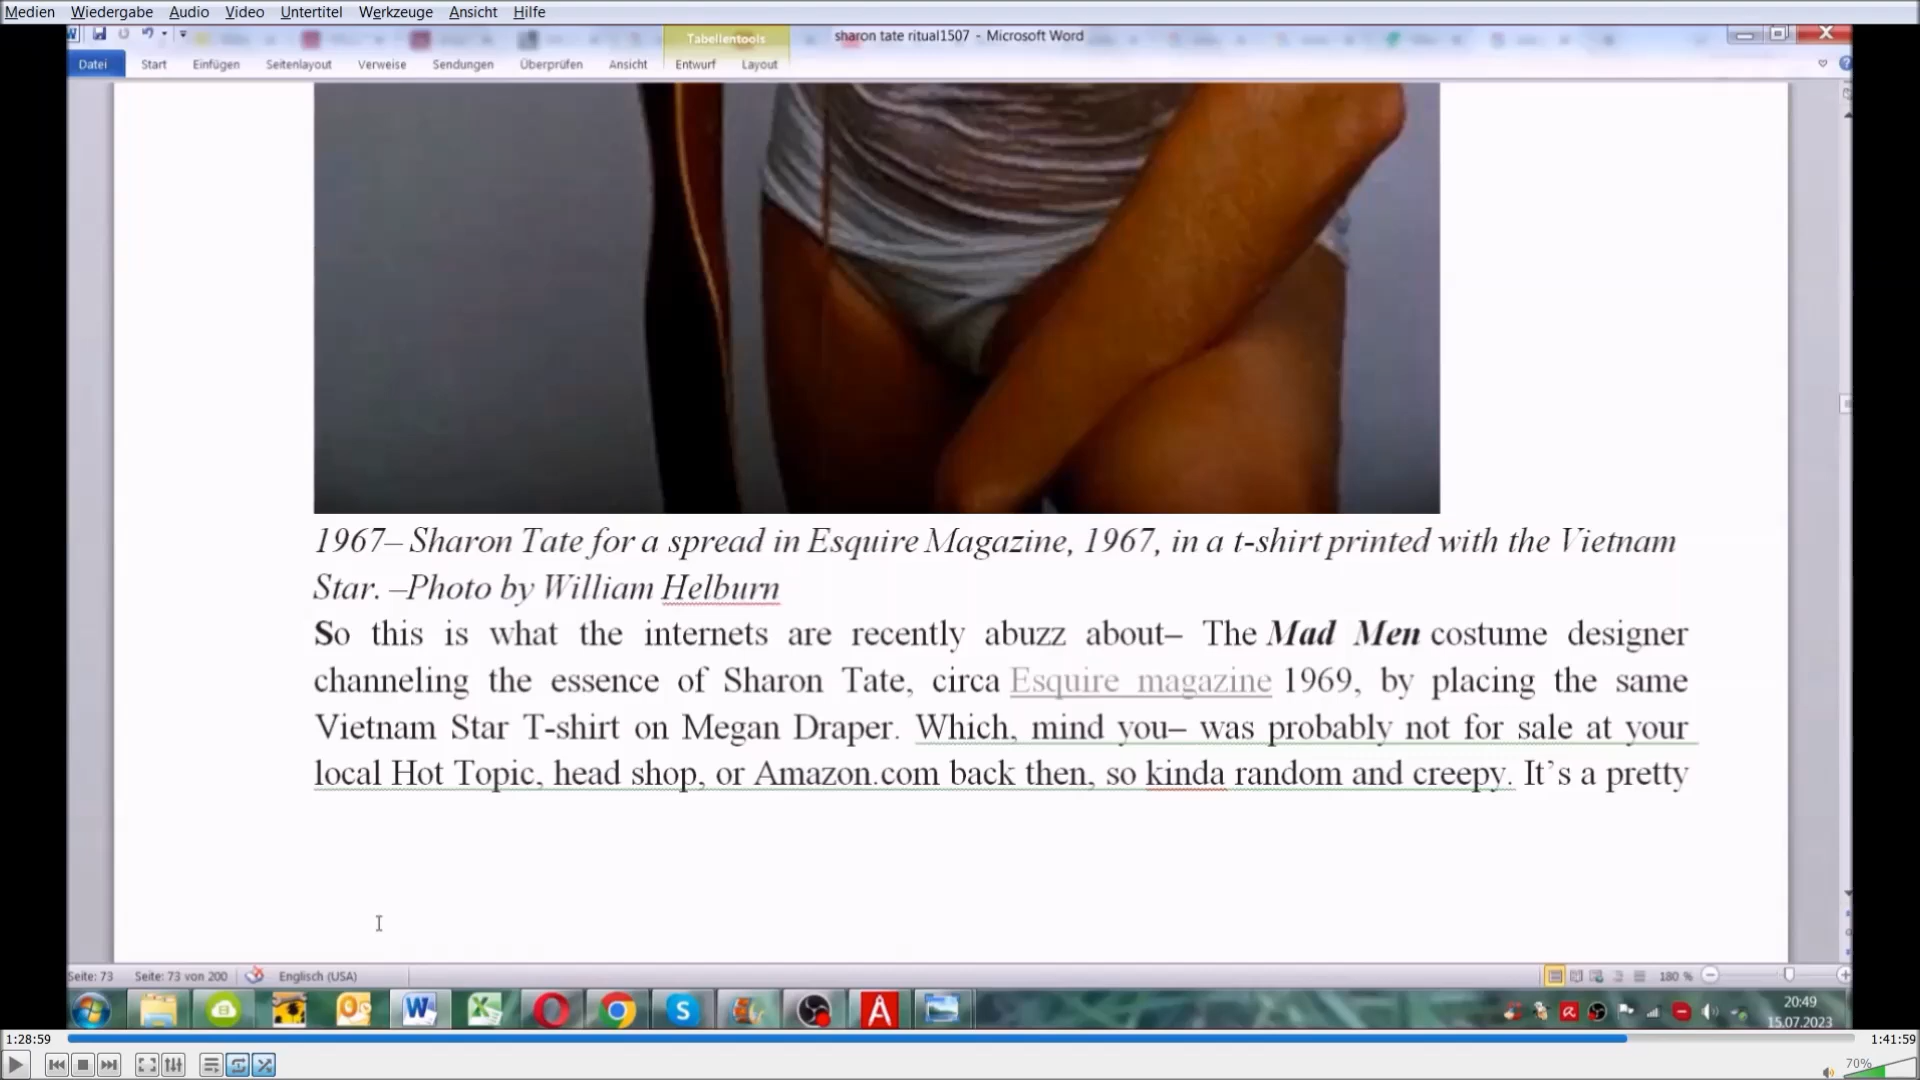 Medien Wiedergabe Audio Video Untertitel Werkzeuge Ansicht Hilfe
sharon tate ritual1507 - Microsoft Word
Tabellentools
Datei Start Einfügen Seitenlayout Verweise Sendungen Überprüfen Ansicht Entwurf Layout
1967– Sharon Tate for a spread in Esquire Magazine, 1967, in a t-shirt printed with the Vietnam
Star. –Photo by William Helburn
So this is what the internets are recently abuzz about– The Mad Men costume designer
channeling the essence of Sharon Tate, circa Esquire magazine 1969, by placing the same
Vietnam Star T-shirt on Megan Draper. Which, mind you– was probably not for sale at your
local Hot Topic, head shop, or Amazon.com back then, so kinda random and creepy. It’s a pretty
Seite: 73 Seite: 73 von 200 Englisch (USA) 180 %
20:49
15.07.2023
1:28:59 1:41:59
70%